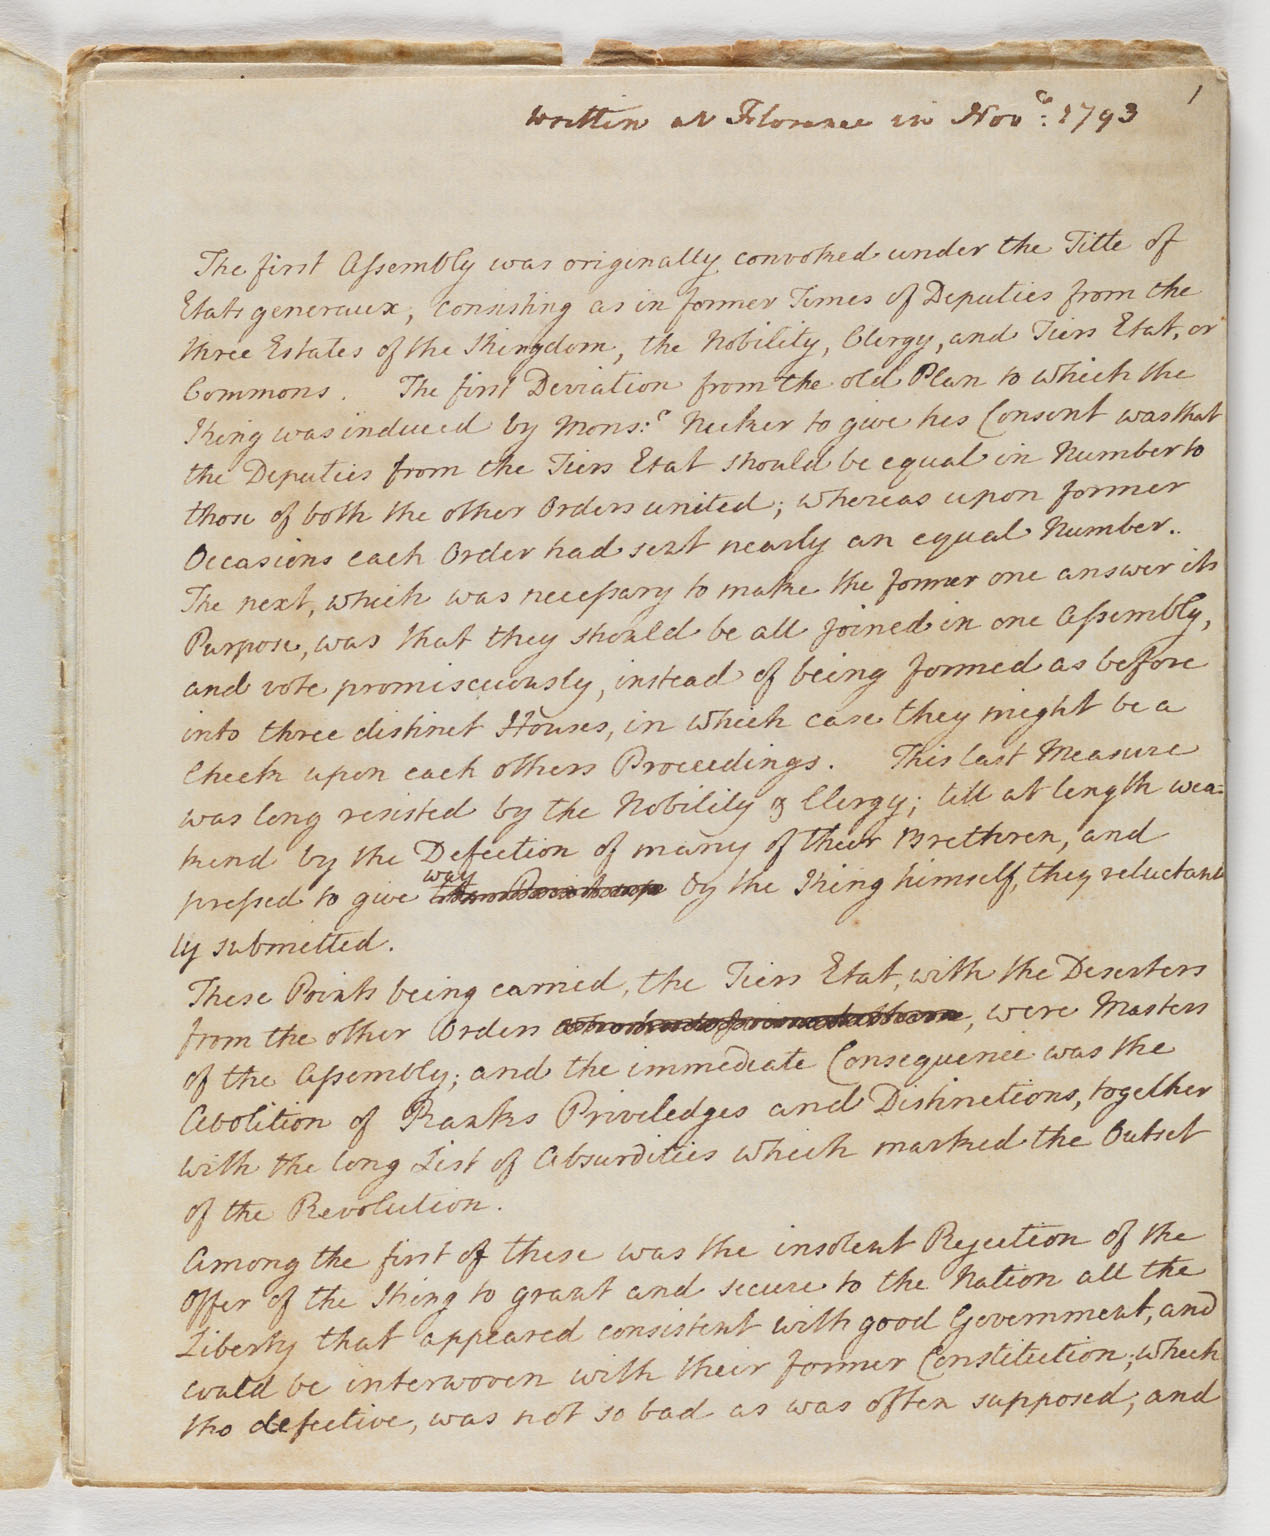 1
written at Florence in Nov.r 1793
The first Assembly was originally convoked under the Title of
Etats generaux, consisting as in former Times of Deputies from the
three Estates of the Kingdom, the Nobility, Clergy, and Tiers Etat, or
Commons. The first Deviation from the old Plan to which the
King was induced by Mons.r Necker to give his Consent was that
the Deputies from the Tiers Etat should be equal in Number to
those of both the other Orders united; whereas upon former
Occasions each Order had sent nearly an equal Number..
The next, which was necessary to make the former one answer its
Purpose, was that they should be all joined in one Assembly,
and vote promiscuously, instead of being formed as before
into three distinct Houses, in which case they might be a
Check upon each others Proceedings. This last Measure
was long resisted by the Nobility & Clergy; till at length wea-
kend by the Defection of many of their Brethren, and
pressed to give way by the King himself, they reluctant
ly submitted.
These Points being carried, the Tiers Etat, with the Deserters
from the other Orders, were Masters
of the Assembly; and the immediate Consequence was the
Abolition of Ranks Priviledges and Distinctions, together
with the long List of Absurdities which marked the Outset
of the Revolution.
Among the first of these was the insolent Rejection of the
Offer of the King to grant and secure to the Nation all the
Liberty that appeared consistent with good Government, and
could be interwoven with their former Constitution; which
tho defective, was not so bad as was often supposed; and